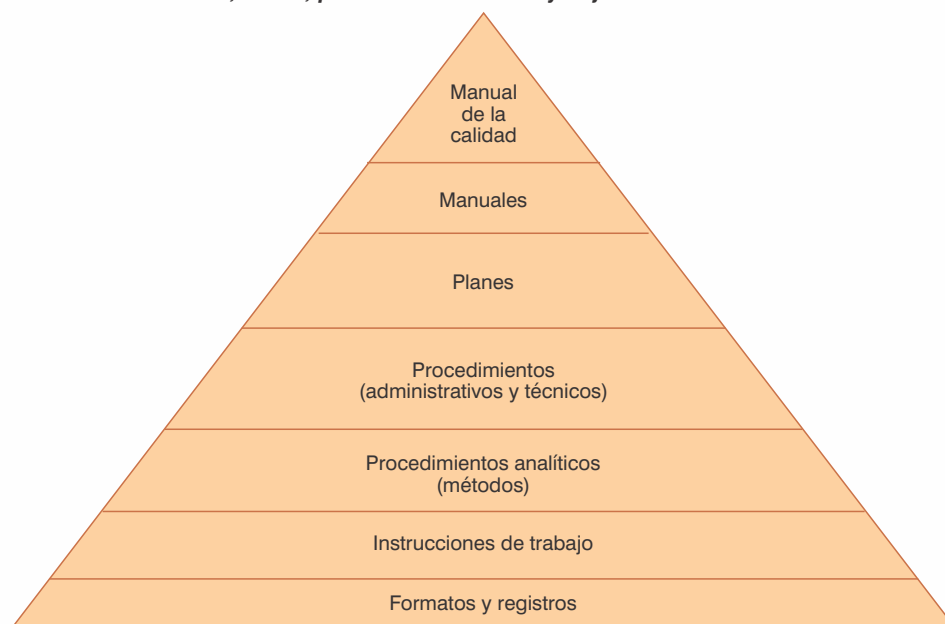 Manual
de la
calidad
Manuales
Planes
Procedimientos
(administrativos y técnicos)
Procedimientos analíticos
(métodos)
Instrucciones de trabajo
Formatos y registros